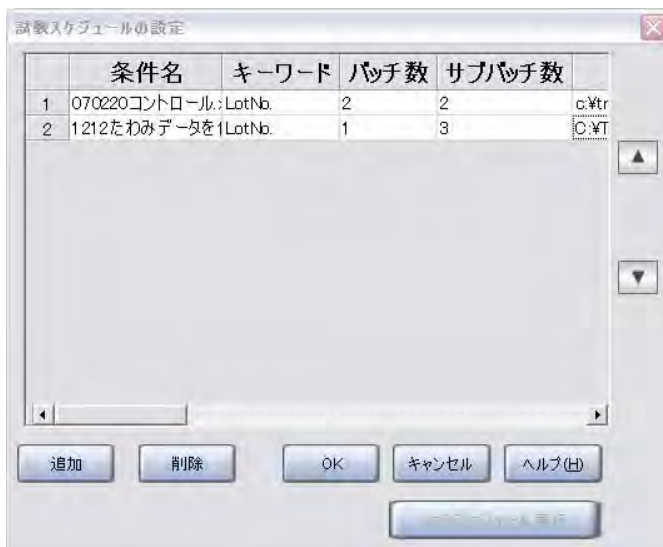 試験スケジュールの設定
条件名 キーワード バッチ数 サブバッチ数
1 070220コントロール.: LotNo. 2 2 c:¥tr
2 1212たわみデータを1 LotNo. 1 3 C:¥T
追加 削除 OK キャンセル ヘルプ(H)